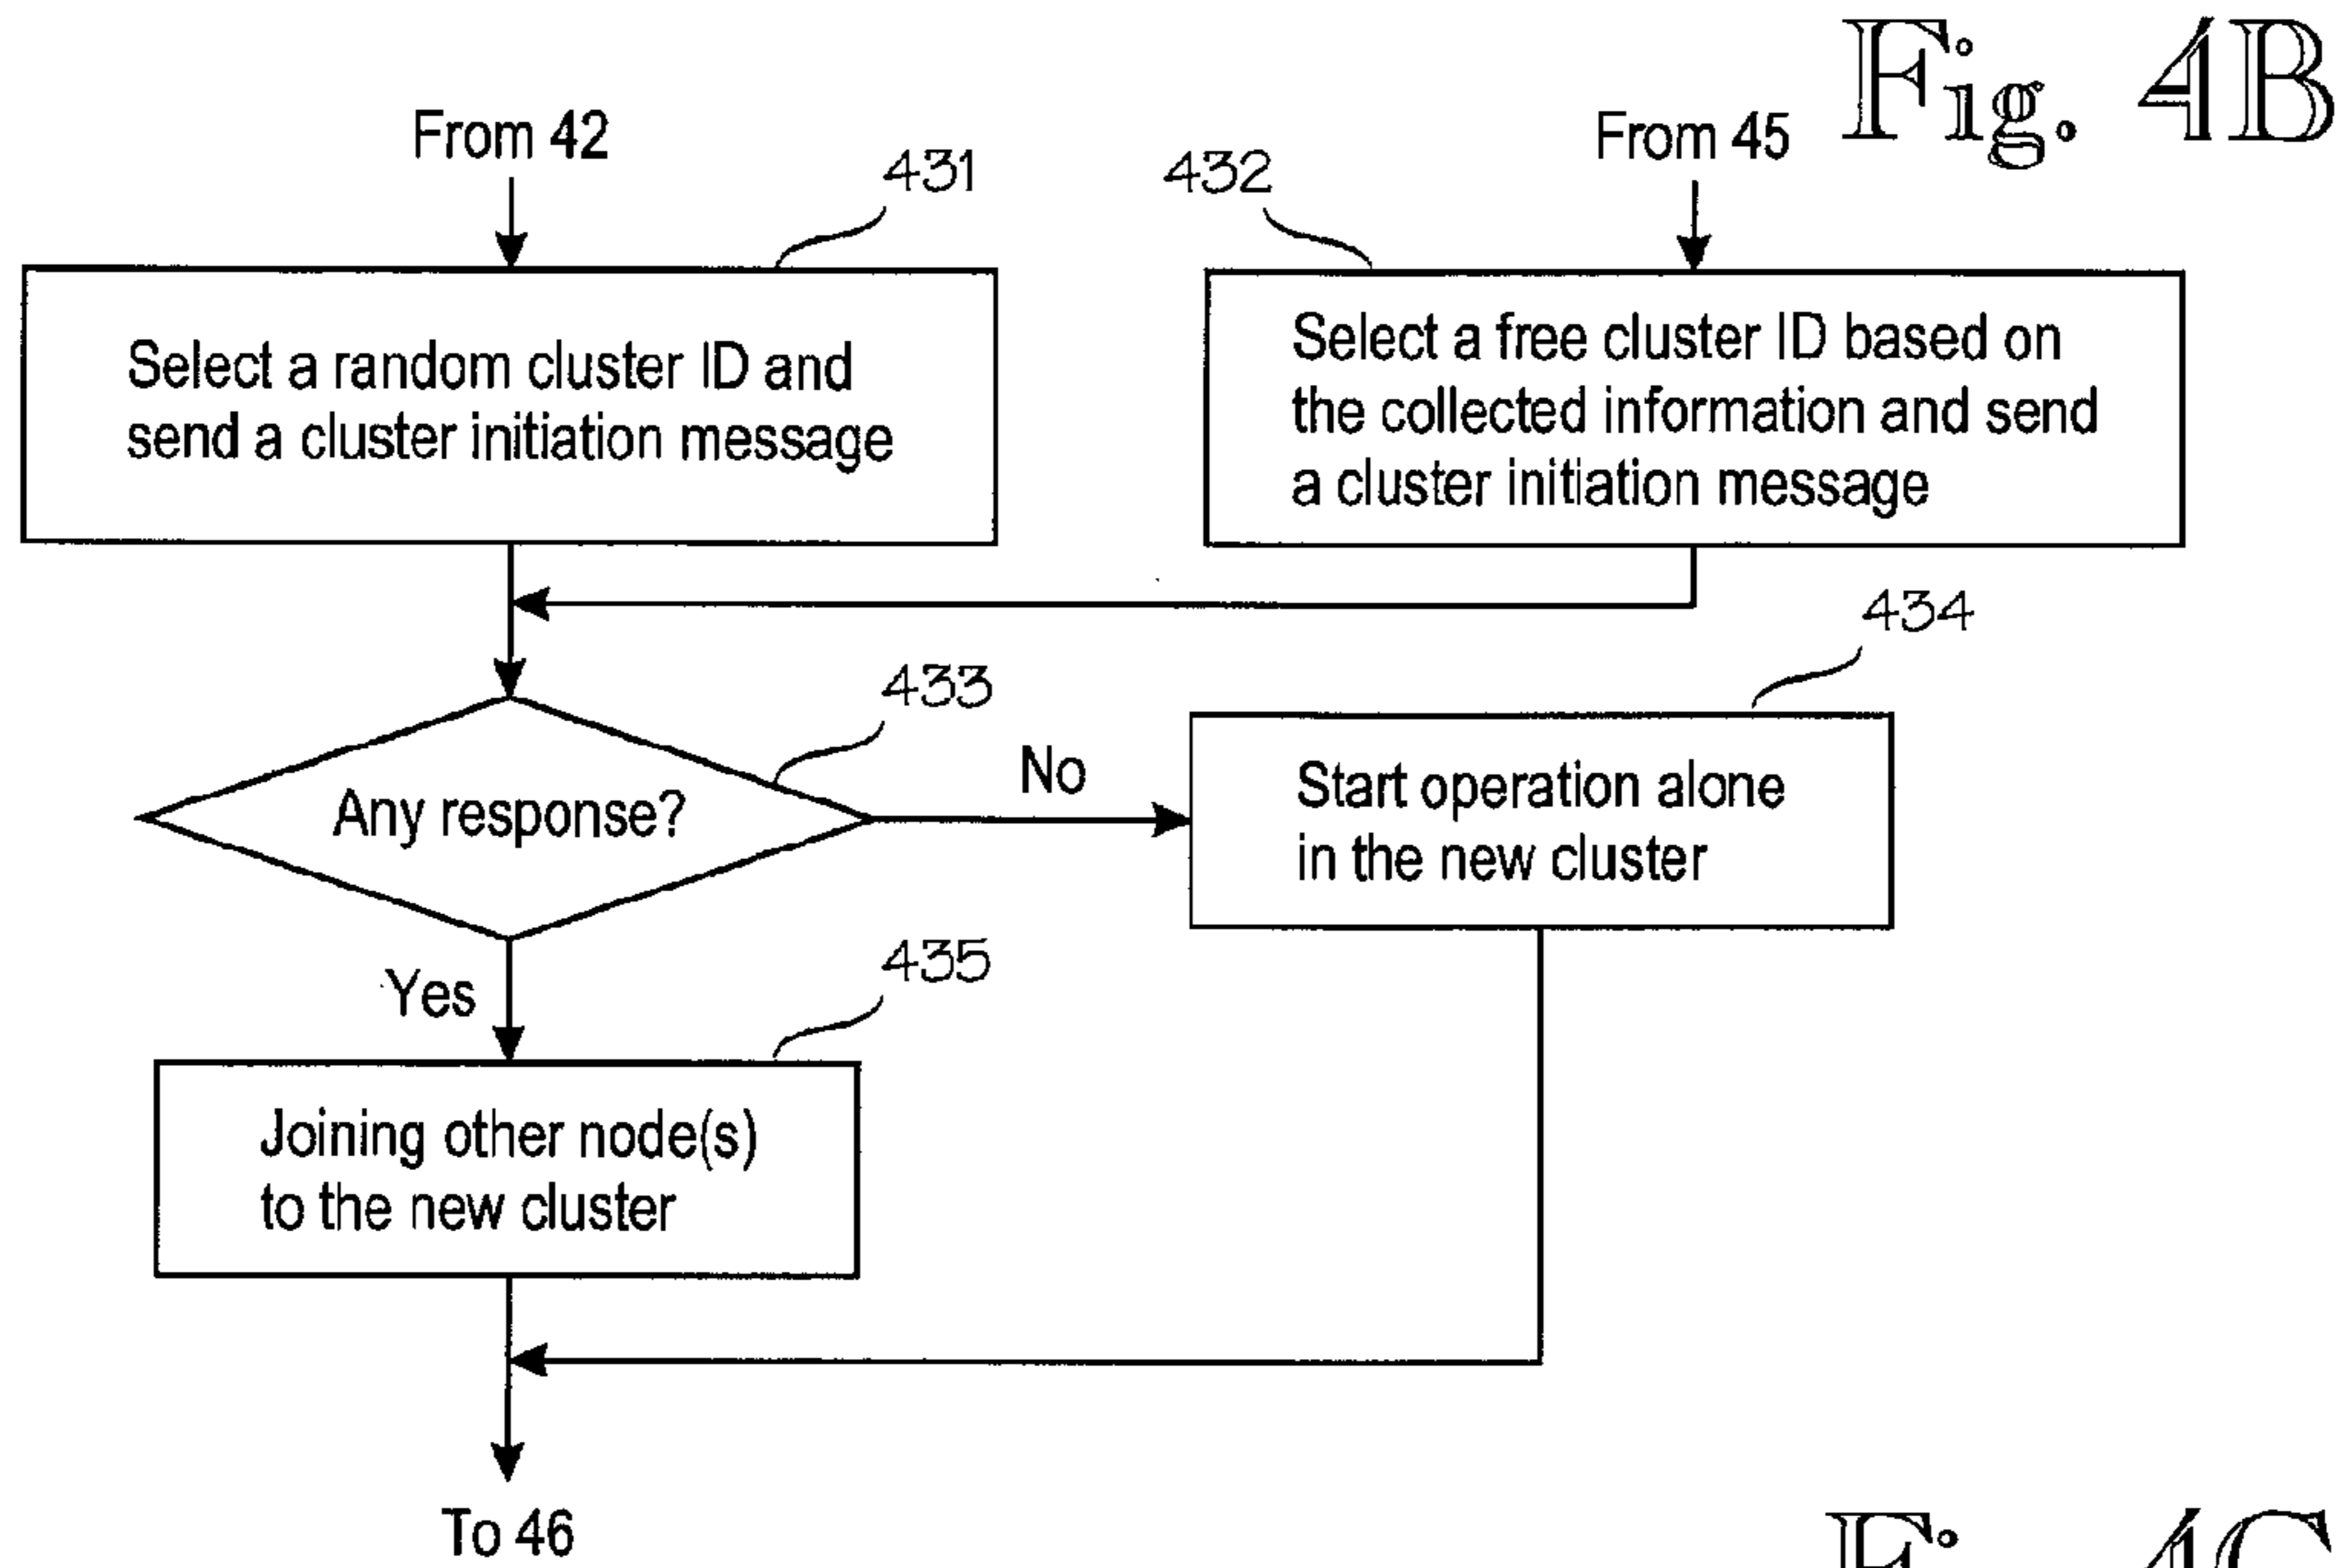 Fig. 4B
From 42
From 45
431
432
Select a random cluster ID and
send a cluster initiation message
Select a free cluster ID based on
the collected information and send
a cluster initiation message
434
433
No
Any response?
Start operation alone
in the new cluster
435
Yes
Joining other node(s)
to the new cluster
To 46